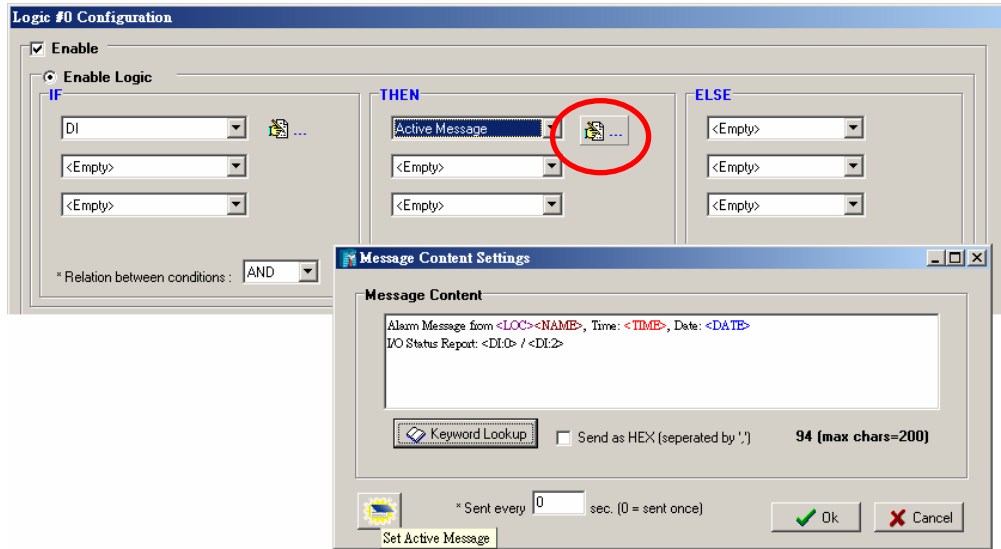 Logic #0 Configuration
Enable
Enable Logic
IF
THEN
ELSE
DI
...
Active Message
...
<Empty>
<Empty>
<Empty>
<Empty>
<Empty>
<Empty>
<Empty>
* Relation between conditions :
AND
Message Content Settings
Message Content
Alarm Message from <LOC><NAME>, Time: <TIME>, Date: <DATE>
I/O Status Report: <DI:0> / <DI:2>
Keyword Lookup
Send as HEX (seperated by ',')
94 (max chars=200)
* Sent every
0
sec. (0 = sent once)
Ok
Cancel
Set Active Message